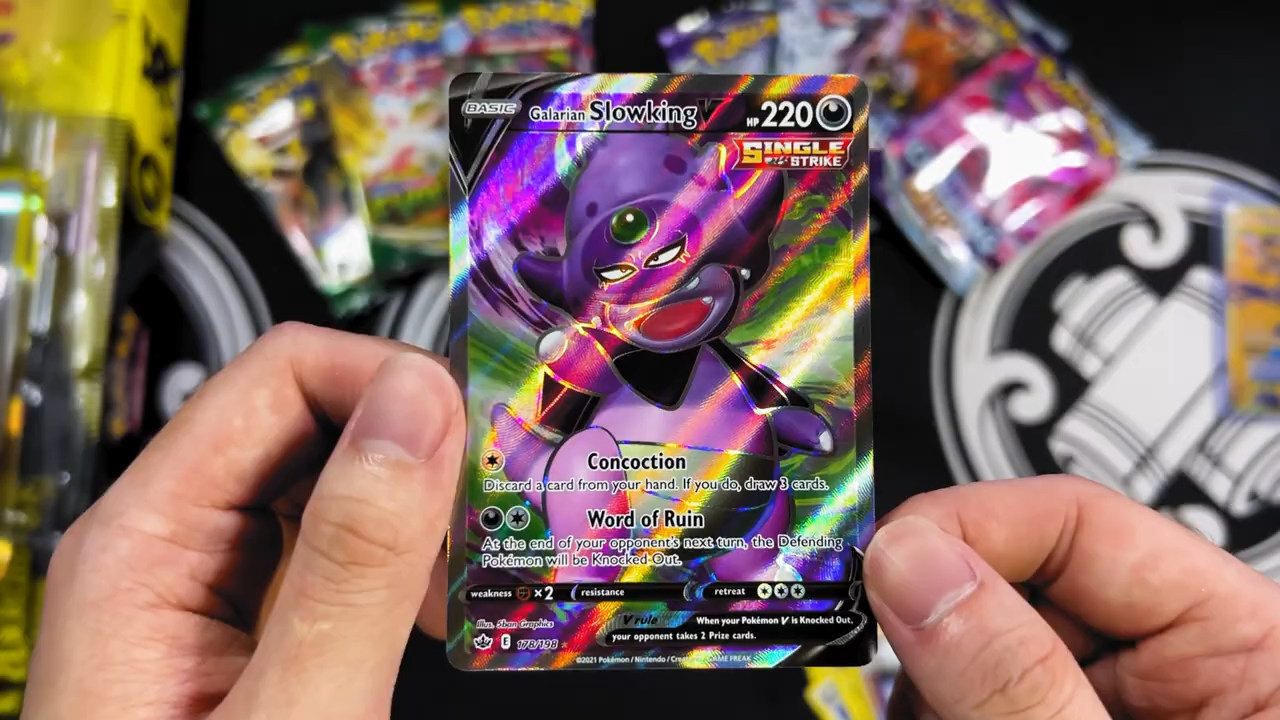 Pokémon
Pokémon
BASIC
Galarian Slowking V
HP 220
SINGLE
STRIKE
Concoction
Discard a card from your hand. If you do, draw 3 cards.
Word of Ruin
At the end of your opponent's next turn, the Defending
Pokémon will be Knocked Out.
weakness ×2 resistance retreat
Illus. 5ban Graphics
V rule
When your Pokémon V is Knocked Out,
your opponent takes 2 Prize cards.
E 178/198
©2021 Pokémon / Nintendo / GAME FREAK